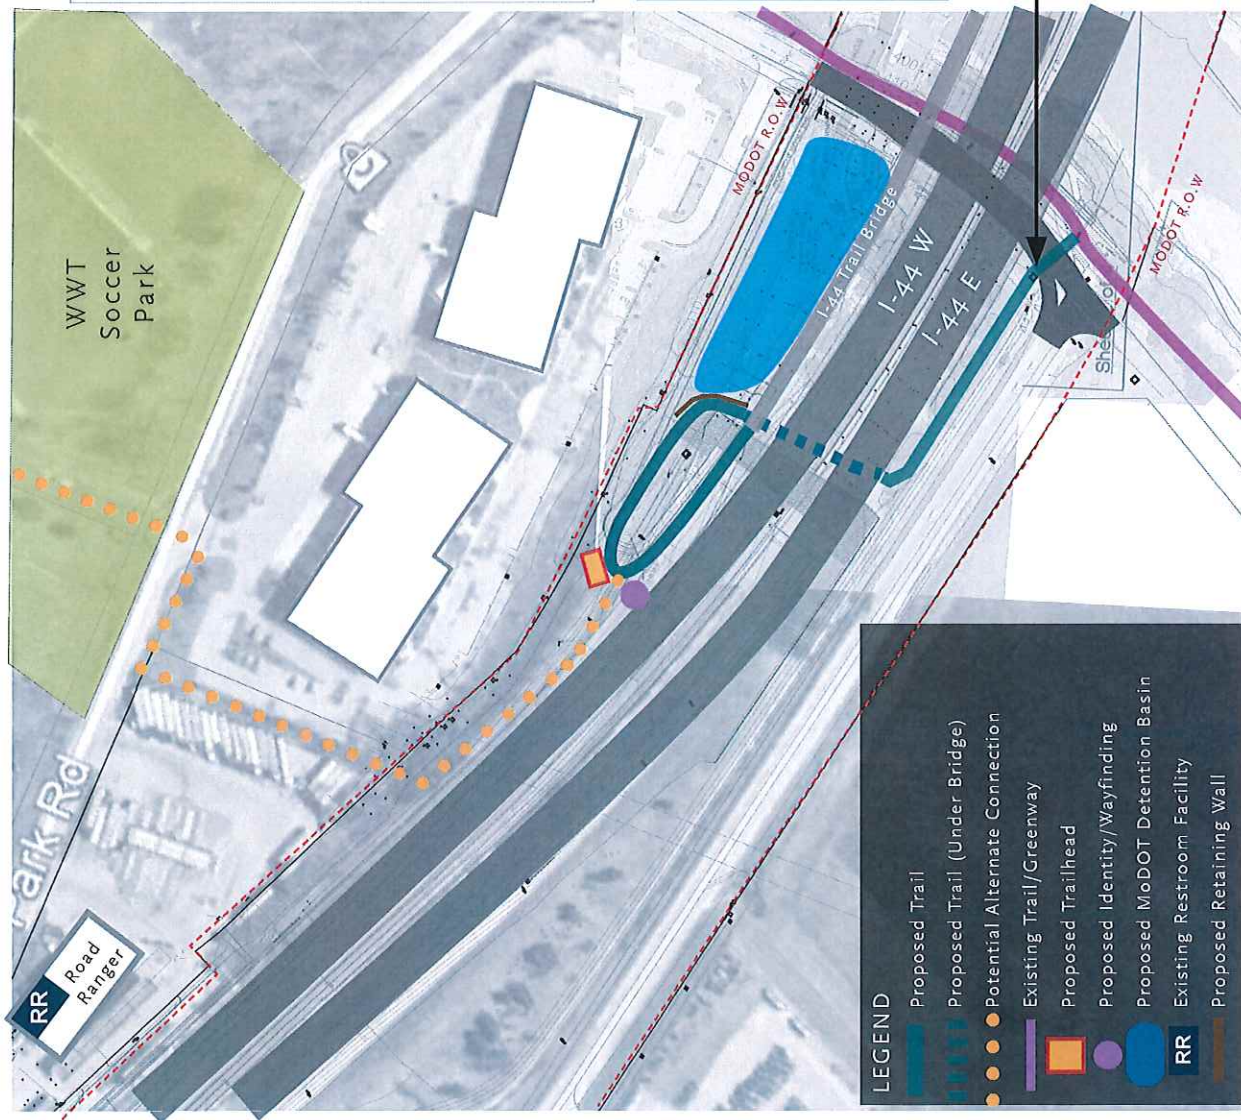 WWT
Soccer
Park
Park Rd
MODOT R.O.W
I-44 Trail Bridge
I-44 W
I-44 E
MODOT R.O.W
RR
Road
Ranger
LEGEND
Proposed Trail
Proposed Trail (Under Bridge)
Potential Alternate Connection
Existing Trail/Greenway
Proposed Trailhead
Proposed Identity/Wayfinding
Proposed MoDOT Detention Basin
RR Existing Restroom Facility
Proposed Retaining Wall